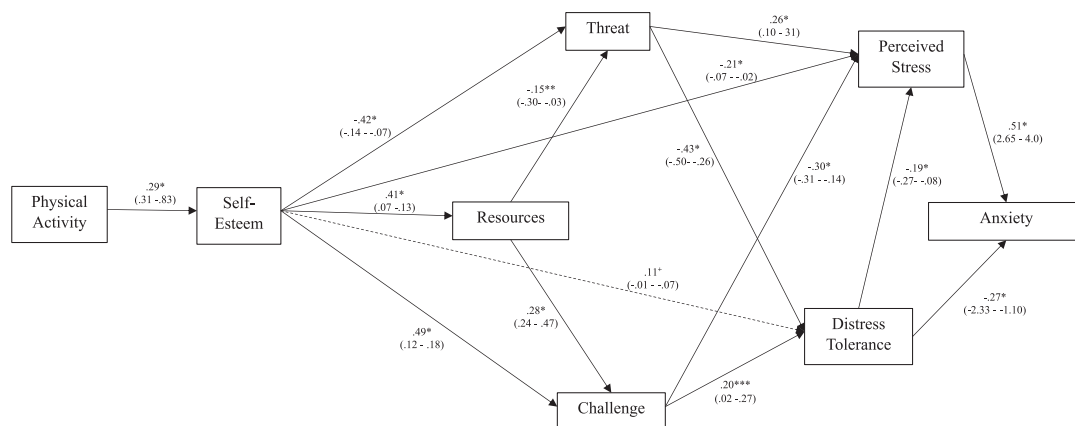 Threat
.26*
(.10 - 31)
Perceived
Stress
-.21*
(-.07 - -.02)
-.15**
(-.30- -.03)
-.42*
(-.14 - -.07)
.51*
(2.65 - 4.0)
-.43*
(-.50- -.26)
-.30*
(-.31 - -.14)
-.19*
(-.27- -.08)
.29*
(.31 -.83)
Physical
Activity
Self-
Esteem
.41*
(.07 - .13)
Resources
Anxiety
.11⁺
(-.01 - -.07)
.28*
(.24 - .47)
.49*
(.12 - .18)
Distress
Tolerance
-.27*
(-2.33 - -1.10)
.20***
(.02 -.27)
Challenge